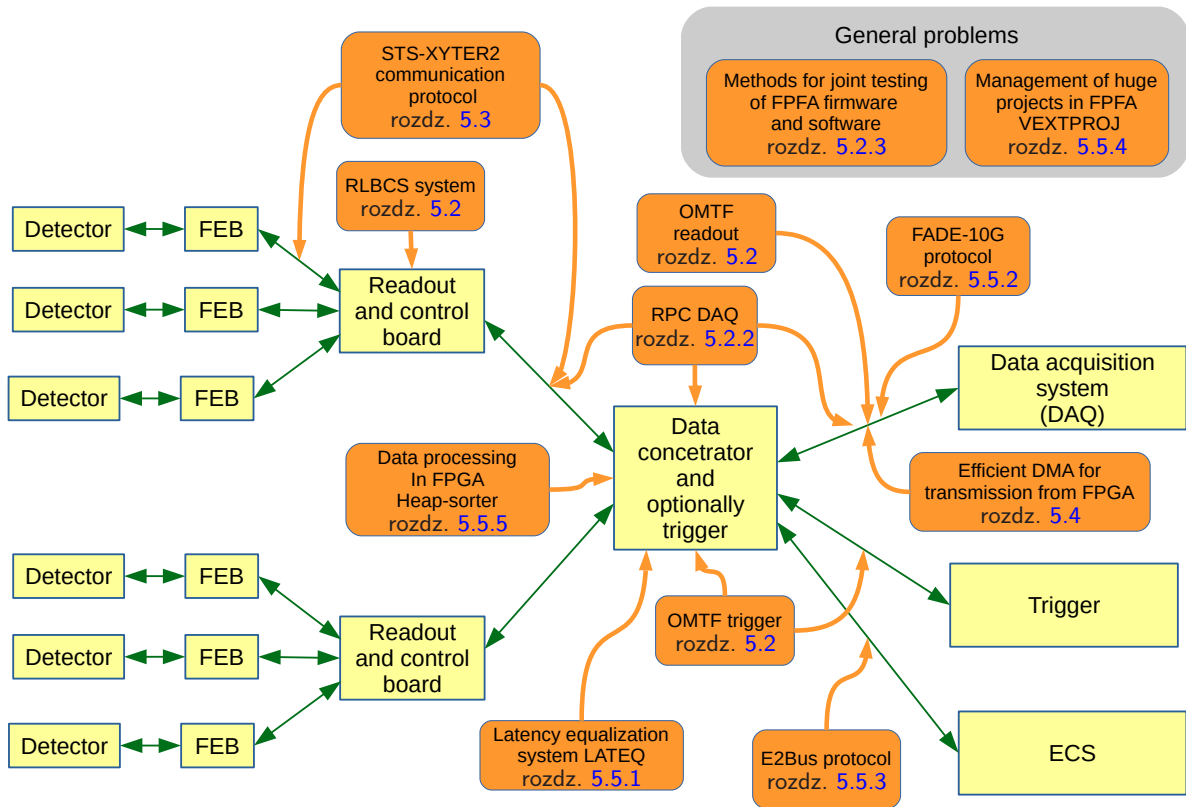 STS-XYTER2
communication
protocol
rozdz. 5.3
General problems
Methods for joint testing
of FPFA firmware
and software
rozdz. 5.2.3
Management of huge
projects in FPFA
VEXTPROJ
rozdz. 5.5.4
RLBCS system
rozdz. 5.2
OMTF
readout
rozdz. 5.2
FADE-10G
protocol
rozdz. 5.5.2
Detector
FEB
Detector
FEB
Detector
FEB
Readout
and control
board
RPC DAQ
rozdz. 5.2.2
Data acquisition
system
(DAQ)
Data processing
In FPGA
Heap-sorter
rozdz. 5.5.5
Data
concetrator
and
optionally
trigger
Efficient DMA for
transmission from FPGA
rozdz. 5.4
Detector
FEB
Detector
FEB
Detector
FEB
Readout
and control
board
OMTF trigger
rozdz. 5.2
Trigger
Latency equalization
system LATEQ
rozdz. 5.5.1
E2Bus protocol
rozdz. 5.5.3
ECS